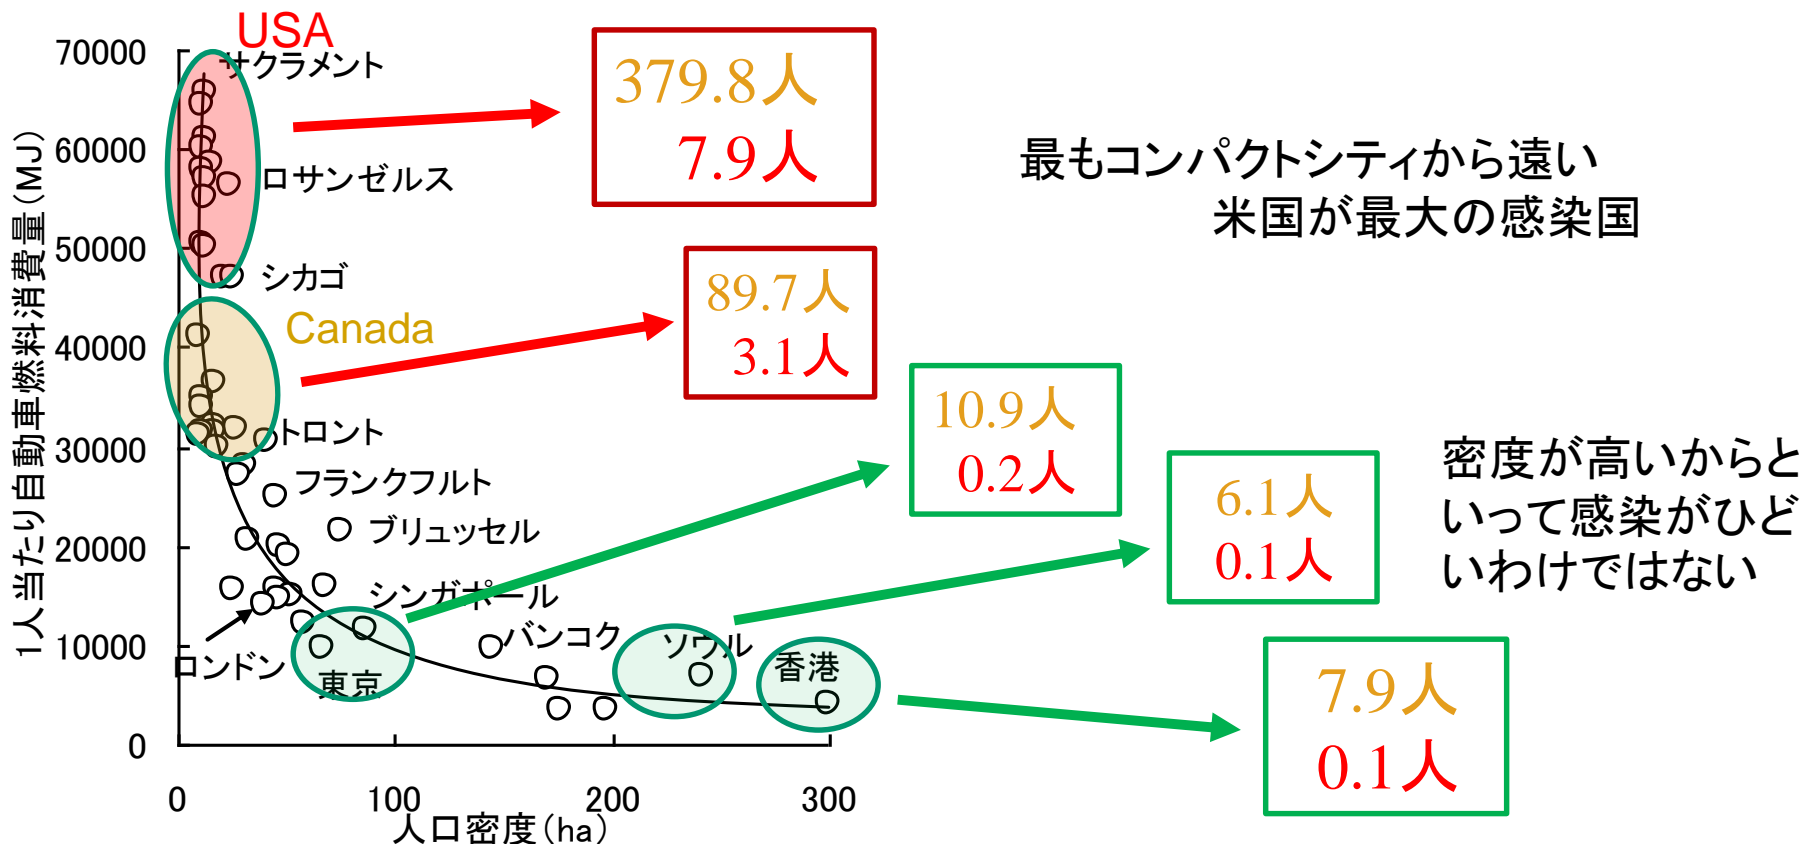 USA
70000
サクラメント
379.8人
7.9人
最もコンパクトシティから遠い
米国が最大の感染国
60000
ロサンゼルス
50000
シカゴ
89.7人
3.1人
Canada
40000
10.9人
0.2人
トロント
30000
フランクフルト
6.1人
0.1人
密度が高いからと
いって感染がひど
いわけではない
ブリュッセル
20000
シンガポール
10000
バンコク
ソウル
香港
ロンドン
東京
7.9人
0.1人
0
0
100
200
300
人口密度(ha)
1人当たり自動車燃料消費量(MJ)